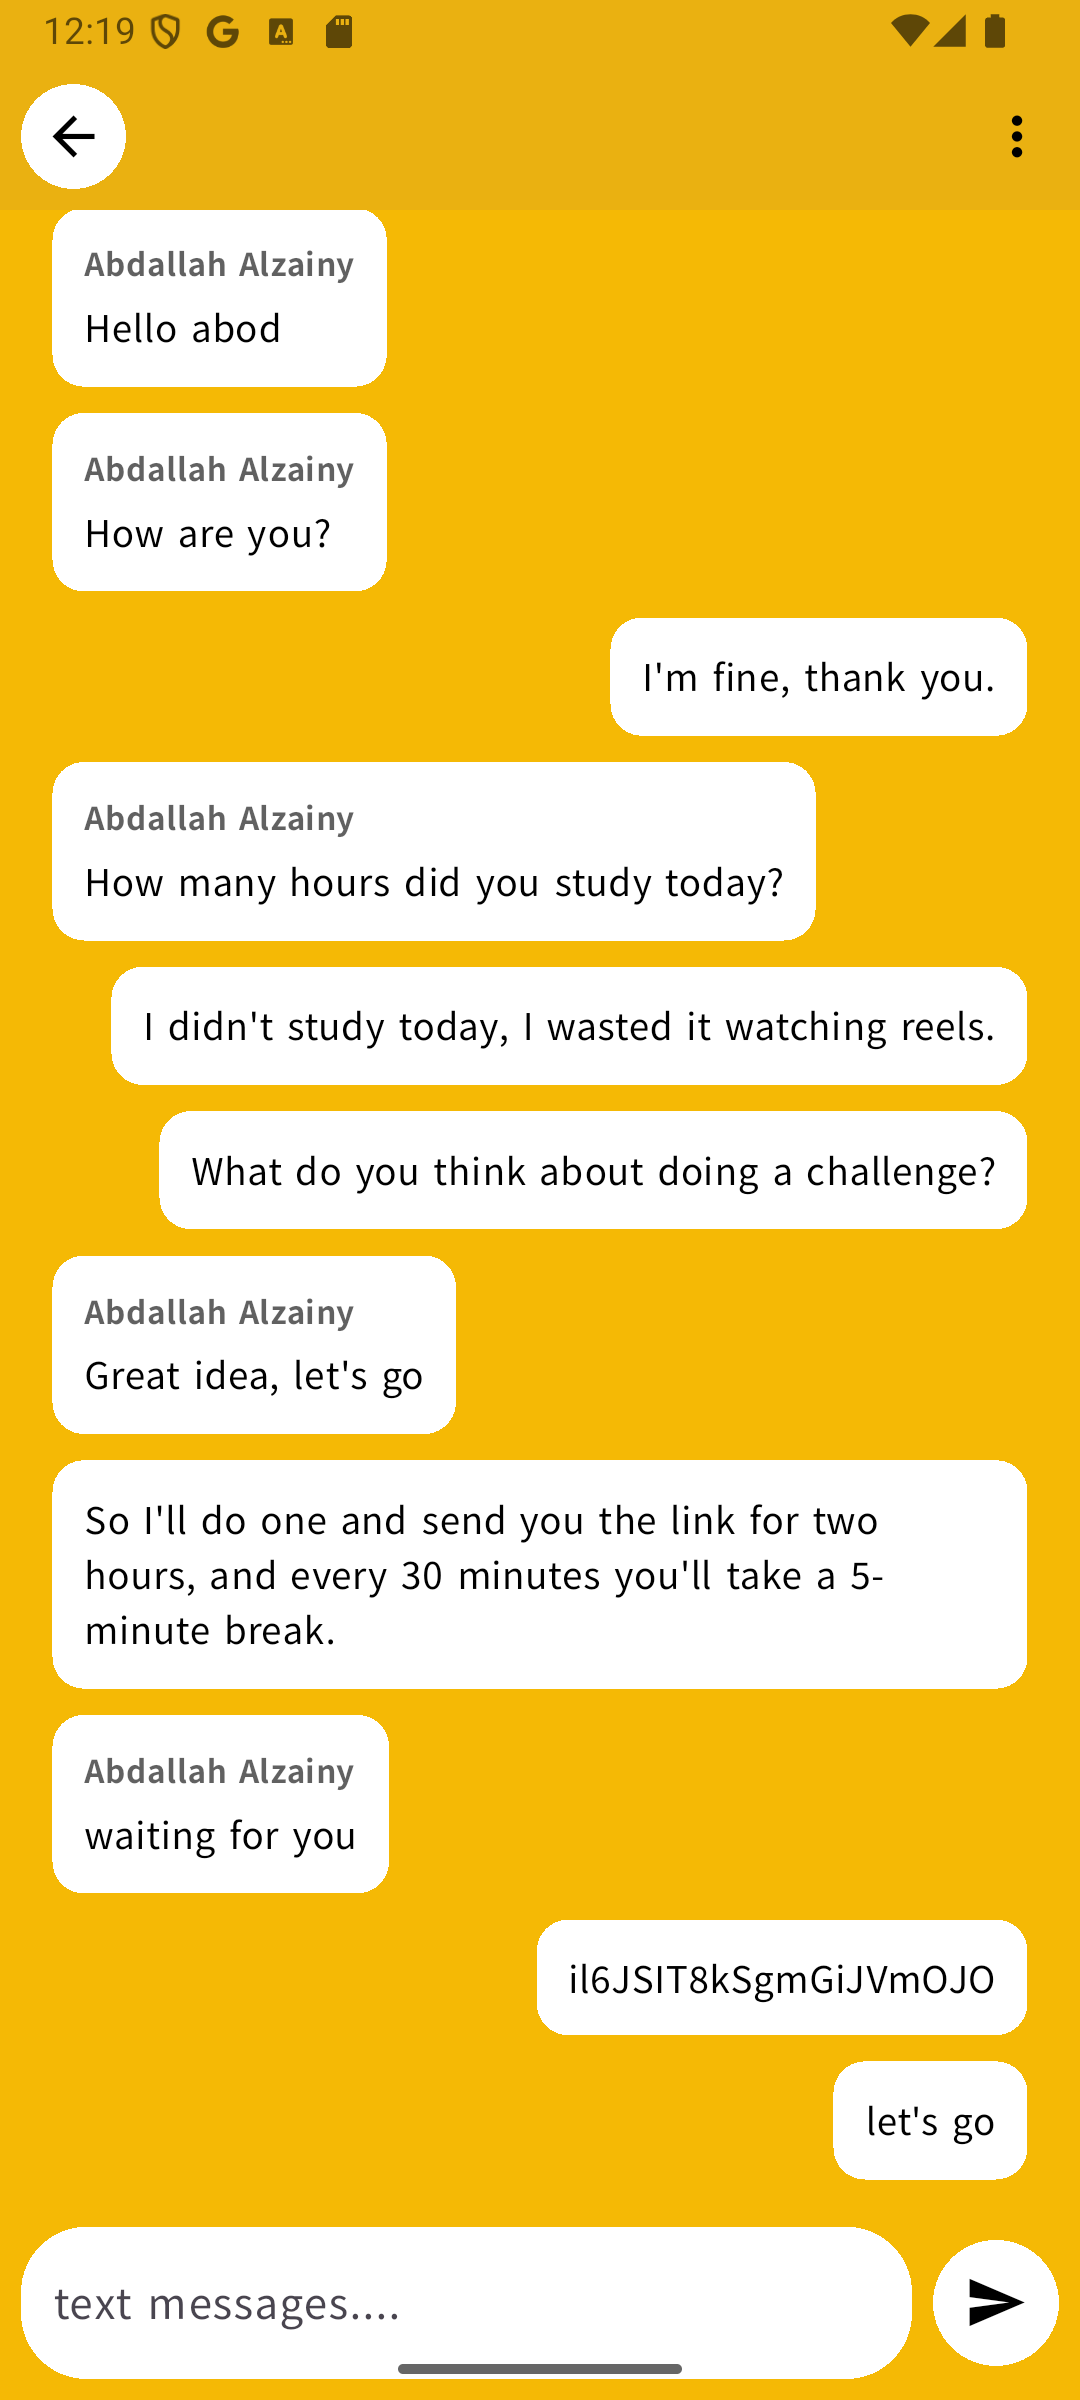 12:19
Abdallah Alzainy
Hello abod
Abdallah Alzainy
How are you?
I'm fine, thank you.
Abdallah Alzainy
How many hours did you study today?
I didn't study today, I wasted it watching reels.
What do you think about doing a challenge?
Abdallah Alzainy
Great idea, let's go
So I'll do one and send you the link for two
hours, and every 30 minutes you'll take a 5-
minute break.
Abdallah Alzainy
waiting for you
il6JSIT8kSgmGiJVmOJO
let's go
text messages....